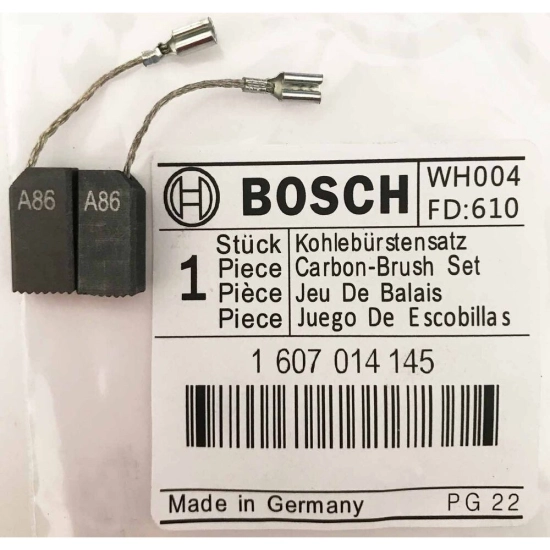 A86 A86
BOSCH
WH004
FD:610
1
Stück Kohlebürstensatz
Piece Carbon-Brush Set
Pièce Jeu De Balais
Piece Juego De Escobillas
1 607 014 145
Made in Germany PG 22